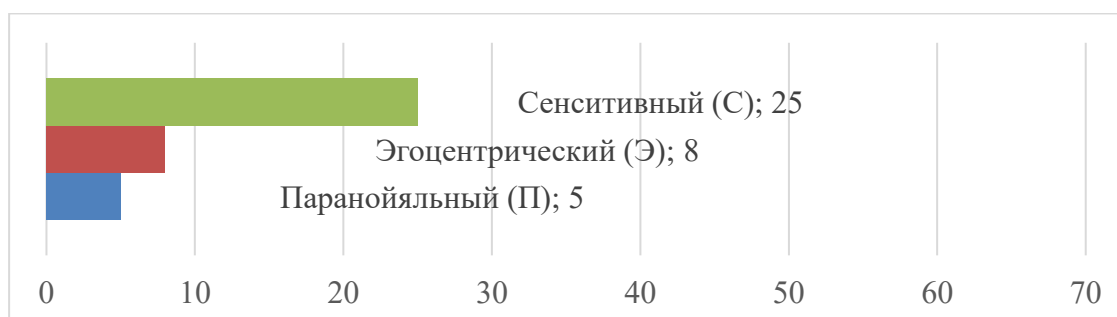 Сенситивный (С); 25
Эгоцентрический (Э); 8
Паранойяльный (П); 5
0 10 20 30 40 50 60 70